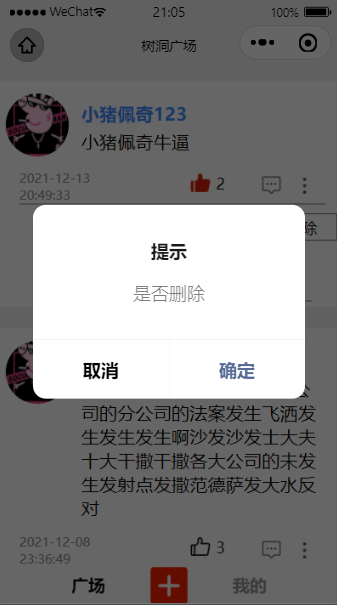 WeChat 21:05 100%
树洞广场
小猪佩奇123
小猪佩奇牛逼
2021-12-13
20:49:33
2
除
提示
是否删除
取消 确定
司的分公司的法案发生飞洒发
生发生发生啊沙发沙发士大夫
十大干撒干撒各大公司的未发
生发射点发撒范德萨发大水反
对
2021-12-08
23:36:49
3
广场 我的